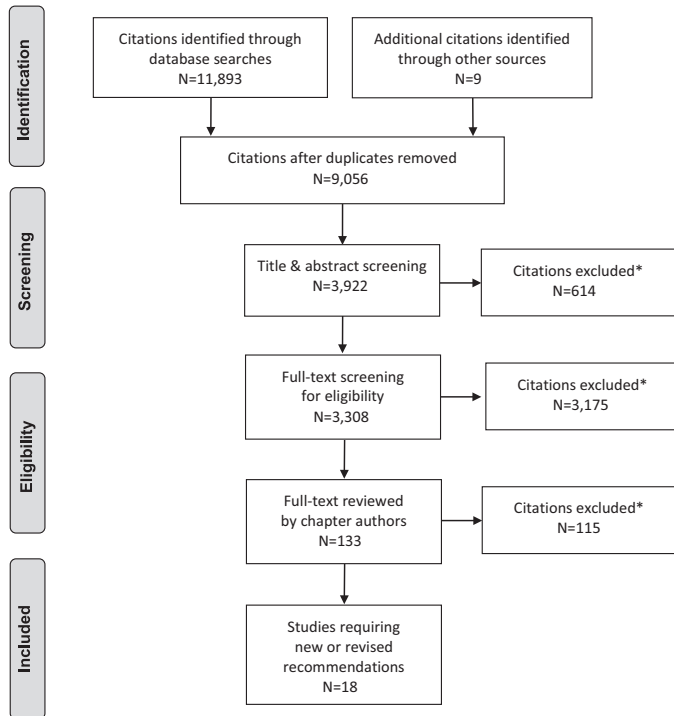 Identification
Citations identified through
database searches
N=11,893
Additional citations identified
through other sources
N=9
Citations after duplicates removed
N=9,056
Screening
Title & abstract screening
N=3,922
Citations excluded*
N=614
Eligibility
Full-text screening
for eligibility
N=3,308
Citations excluded*
N=3,175
Full-text reviewed
by chapter authors
N=133
Citations excluded*
N=115
Included
Studies requiring
new or revised
recommendations
N=18